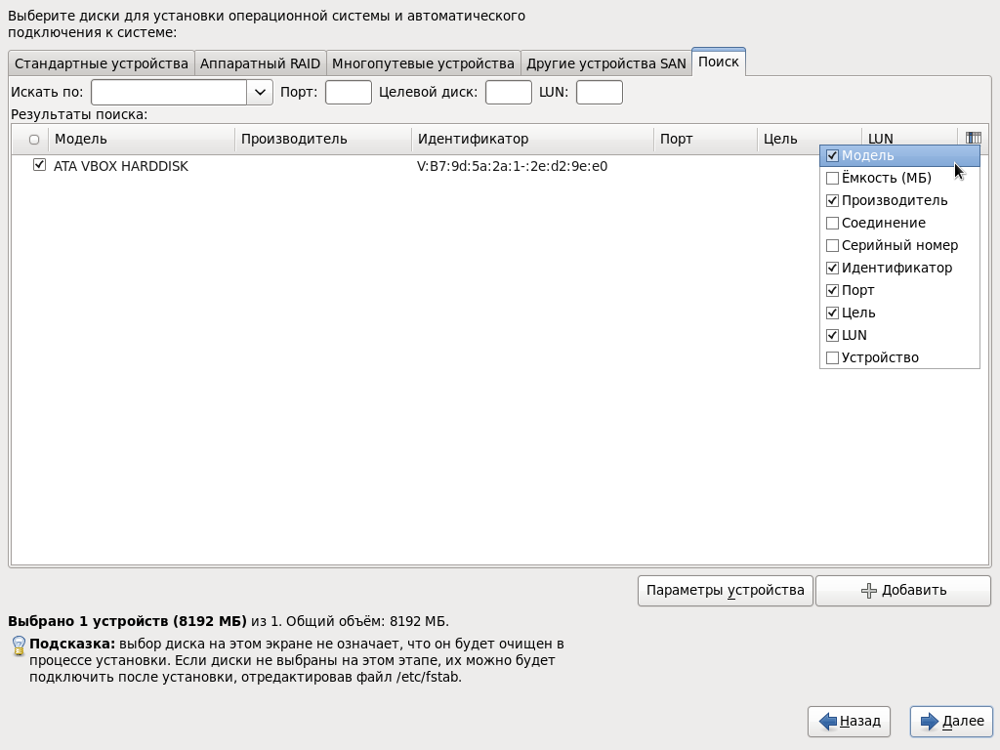 Выберите диски для установки операционной системы и автоматического
подключения к системе:
Стандартные устройства Аппаратный RAID Многопутевые устройства Другие устройства SAN Поиск
Искать по: Порт: Целевой диск: LUN:
Результаты поиска:
Модель Производитель Идентификатор Порт Цель LUN
ATA VBOX HARDDISK V:B7:9d:5a:2a:1-:2e:d2:9e:e0
Модель
Ёмкость (МБ)
Производитель
Соединение
Серийный номер
Идентификатор
Порт
Цель
LUN
Устройство
Параметры устройства Добавить
Выбрано 1 устройств (8192 МБ) из 1. Общий объём: 8192 МБ.
Подсказка: выбор диска на этом экране не означает, что он будет очищен в
процессе установки. Если диски не выбраны на этом этапе, их можно будет
подключить после установки, отредактировав файл /etc/fstab.
Назад Далее